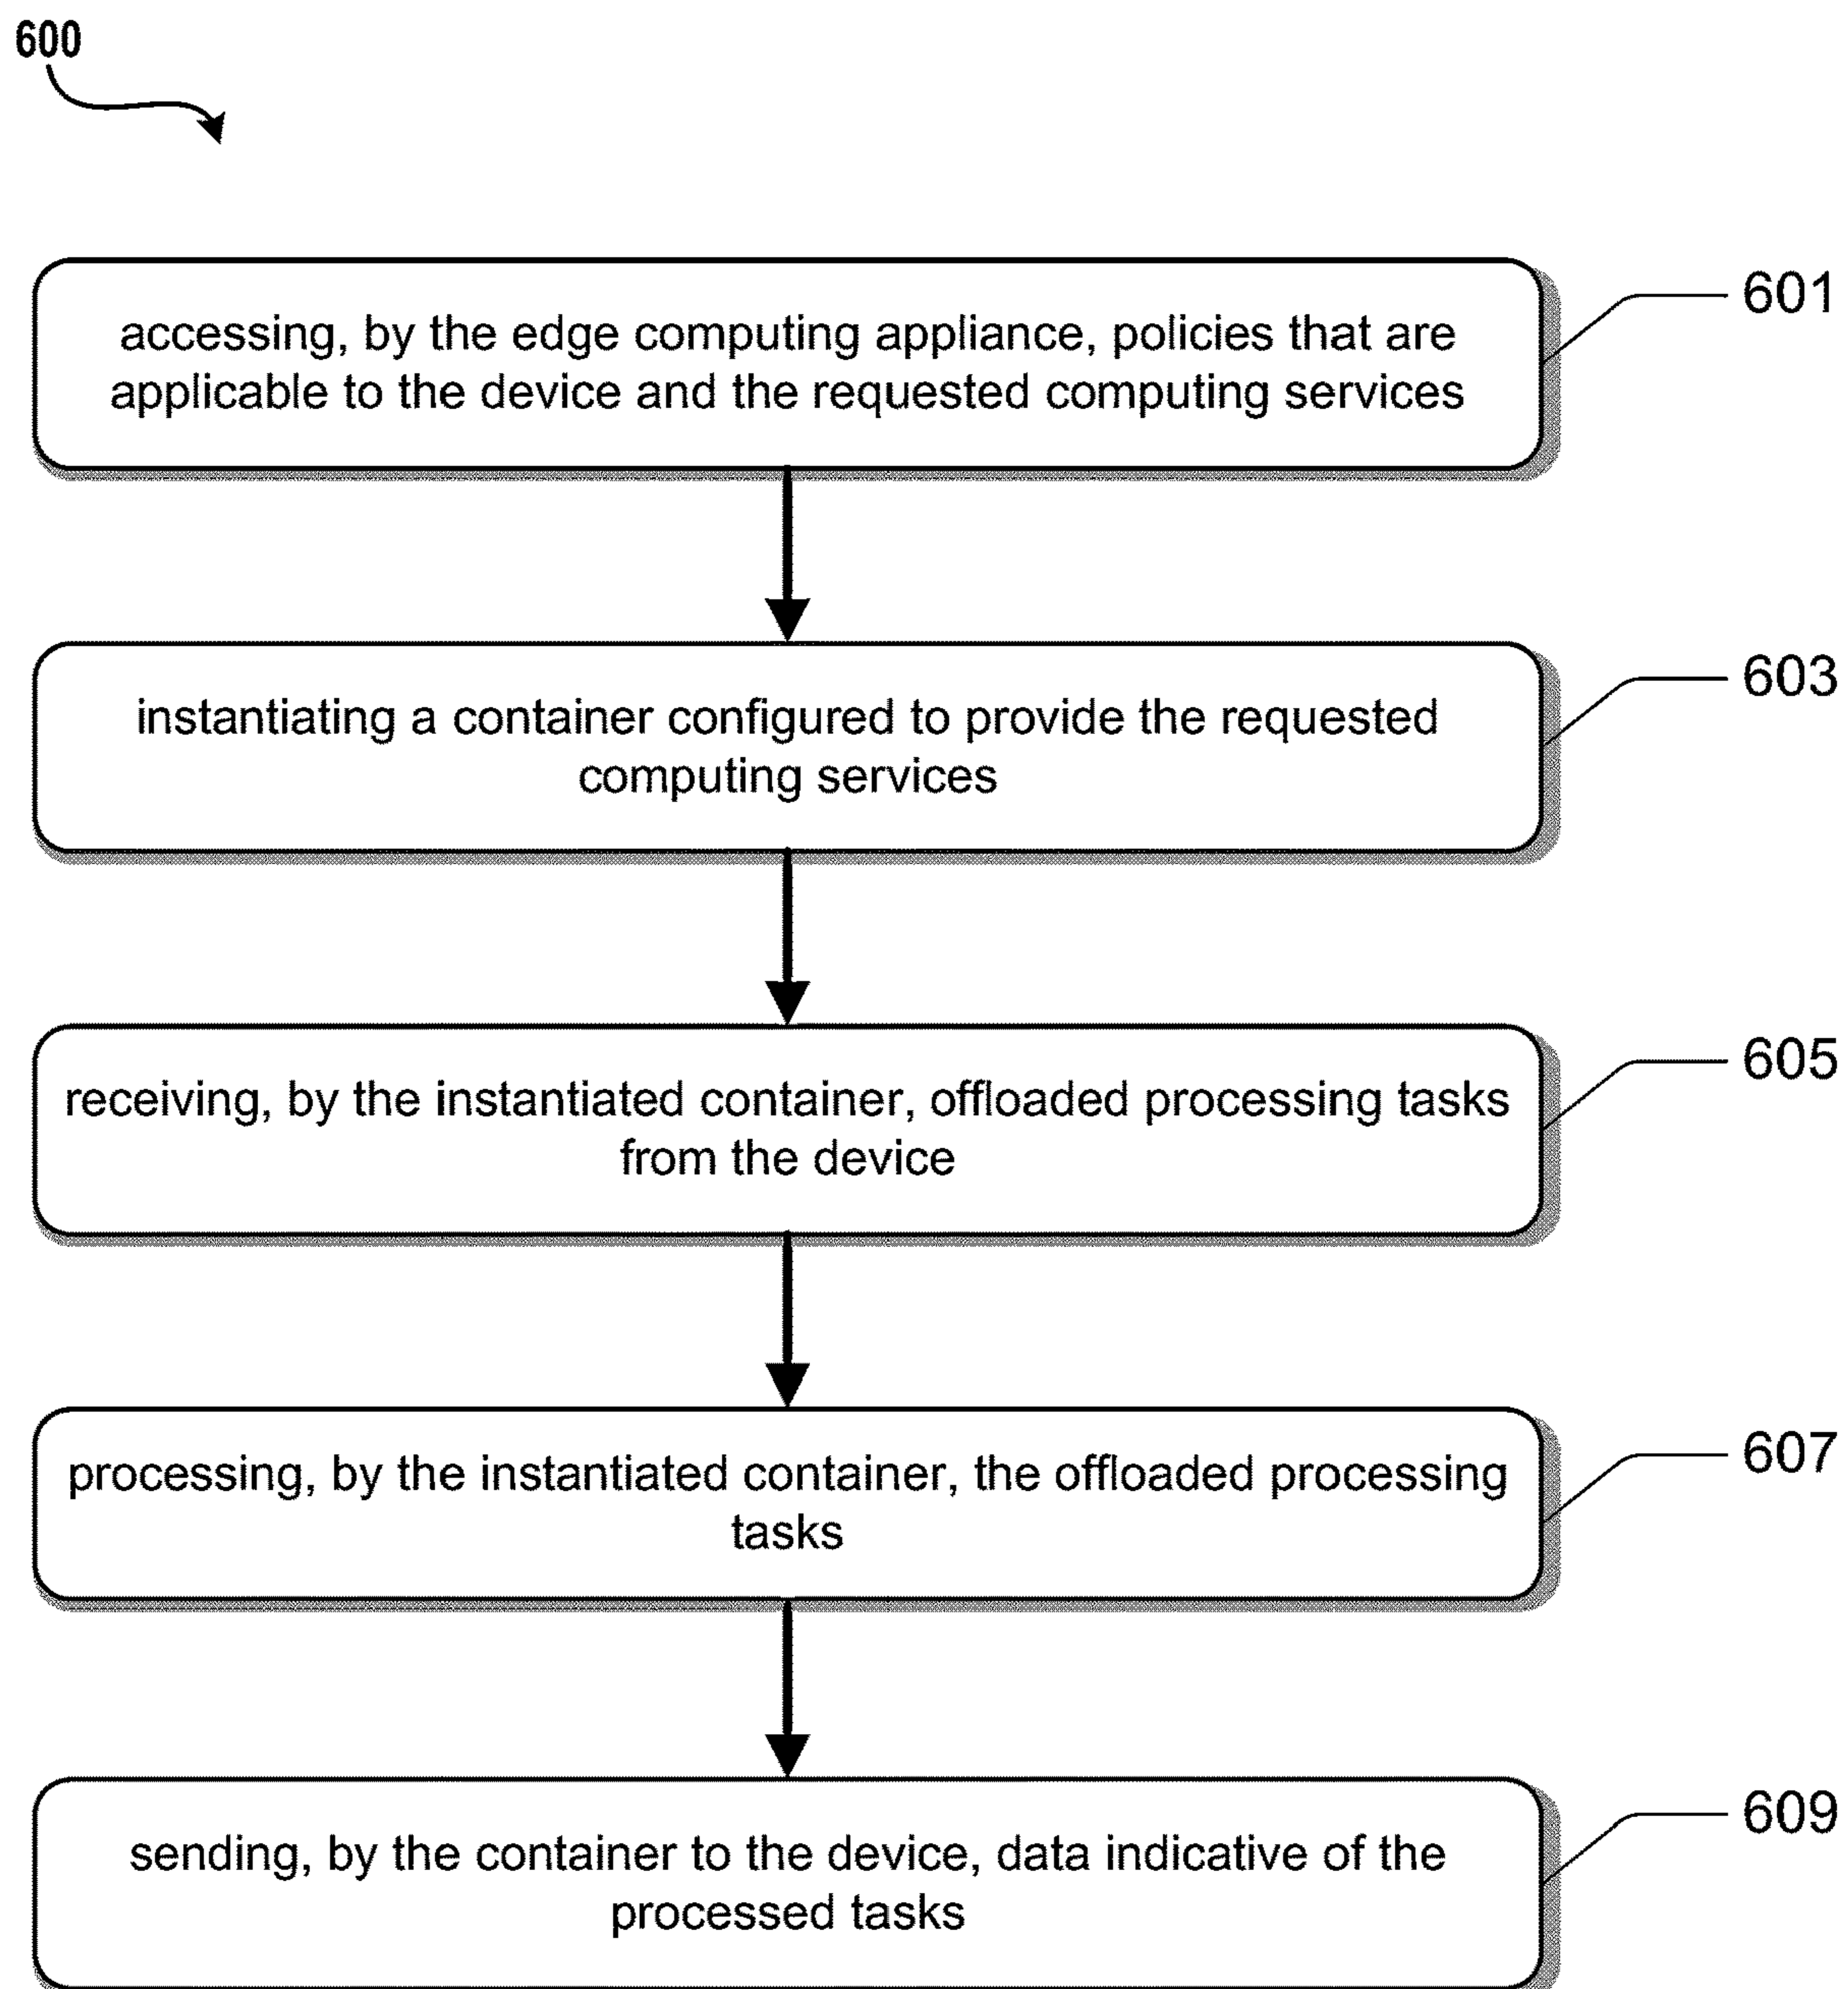 600
accessing, by the edge computing appliance, policies that are
applicable to the device and the requested computing services
601
instantiating a container configured to provide the requested
computing services
603
receiving, by the instantiated container, offloaded processing tasks
from the device
605
processing, by the instantiated container, the offloaded processing
tasks
607
sending, by the container to the device, data indicative of the
processed tasks
609